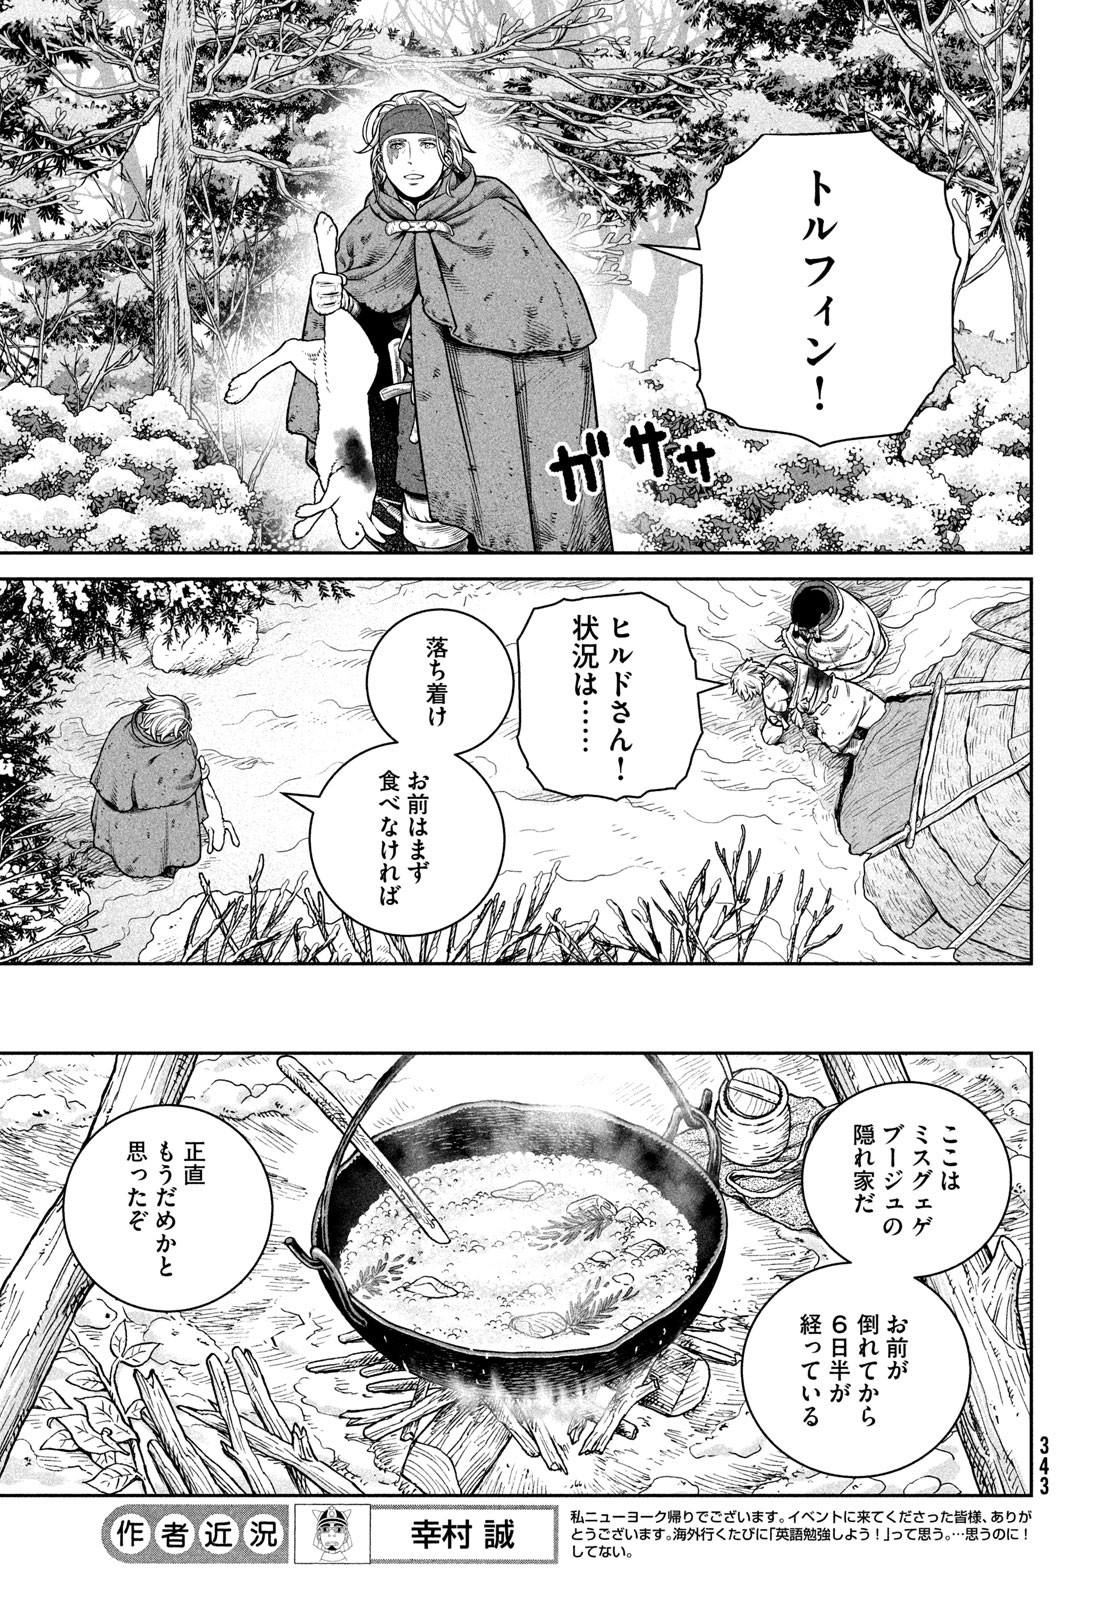 トルフィン！
ガサササ
ヒルドさん！
状況は……
落ち着け
お前はまず
食べなければ
ここは
ミスグェゲ
ブージュの
隠れ家だ
お前が
倒れてから
６日半が
経っている
正直
もうだめかと
思ったぞ
343
作者近況
幸村 誠
私ニューヨーク帰りでございます。イベントに来てくださった皆様、ありが
とうございます。海外行くたびに「英語勉強しよう！」って思う。…思うのに！
してない。